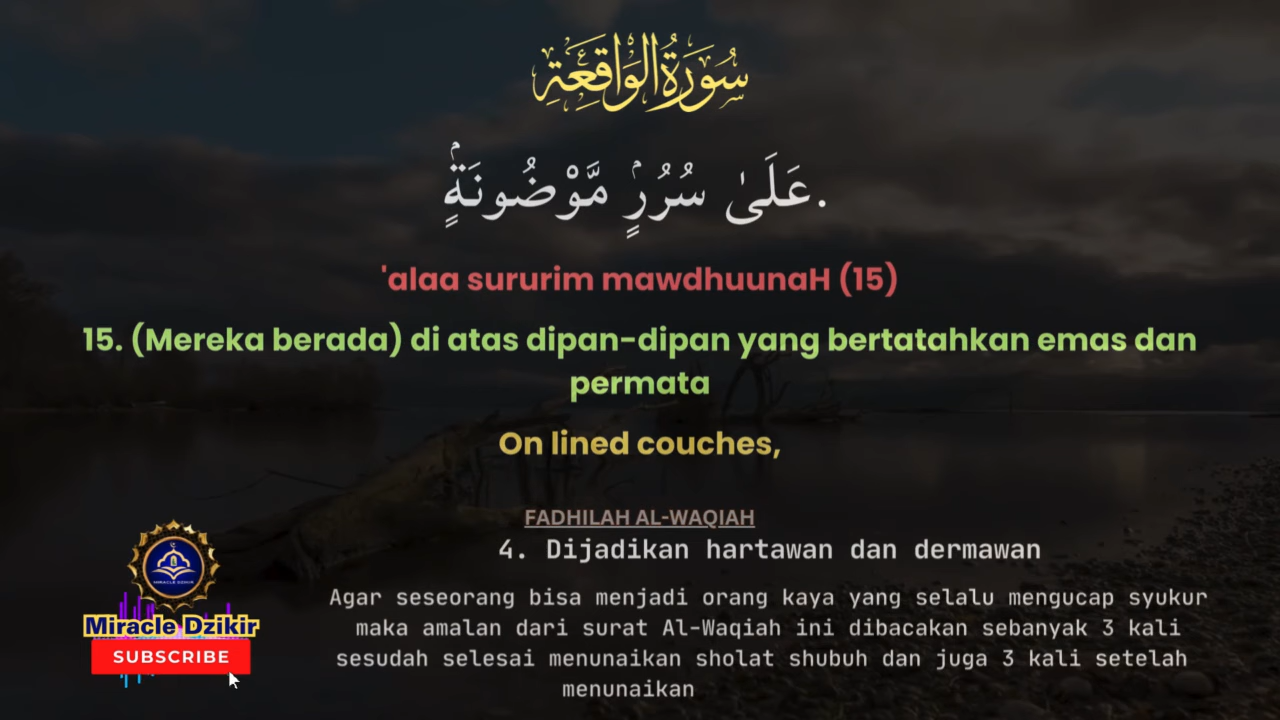 سُورَةُ الوَاقِعَةِ
عَلَىٰ سُرُرٍۢ مَّوْضُونَةٍۢ.
'alaa sururim mawdhuunaH (15)
15. (Mereka berada) di atas dipan-dipan yang bertatahkan emas dan
permata
On lined couches,
FADHILAH AL-WAQIAH
4. Dijadikan hartawan dan dermawan
Agar seseorang bisa menjadi orang kaya yang selalu mengucap syukur
maka amalan dari surat Al-Waqiah ini dibacakan sebanyak 3 kali
sesudah selesai menunaikan sholat shubuh dan juga 3 kali setelah
menunaikan
MIRACLE DZIKIR
Miracle Dzikir
SUBSCRIBE